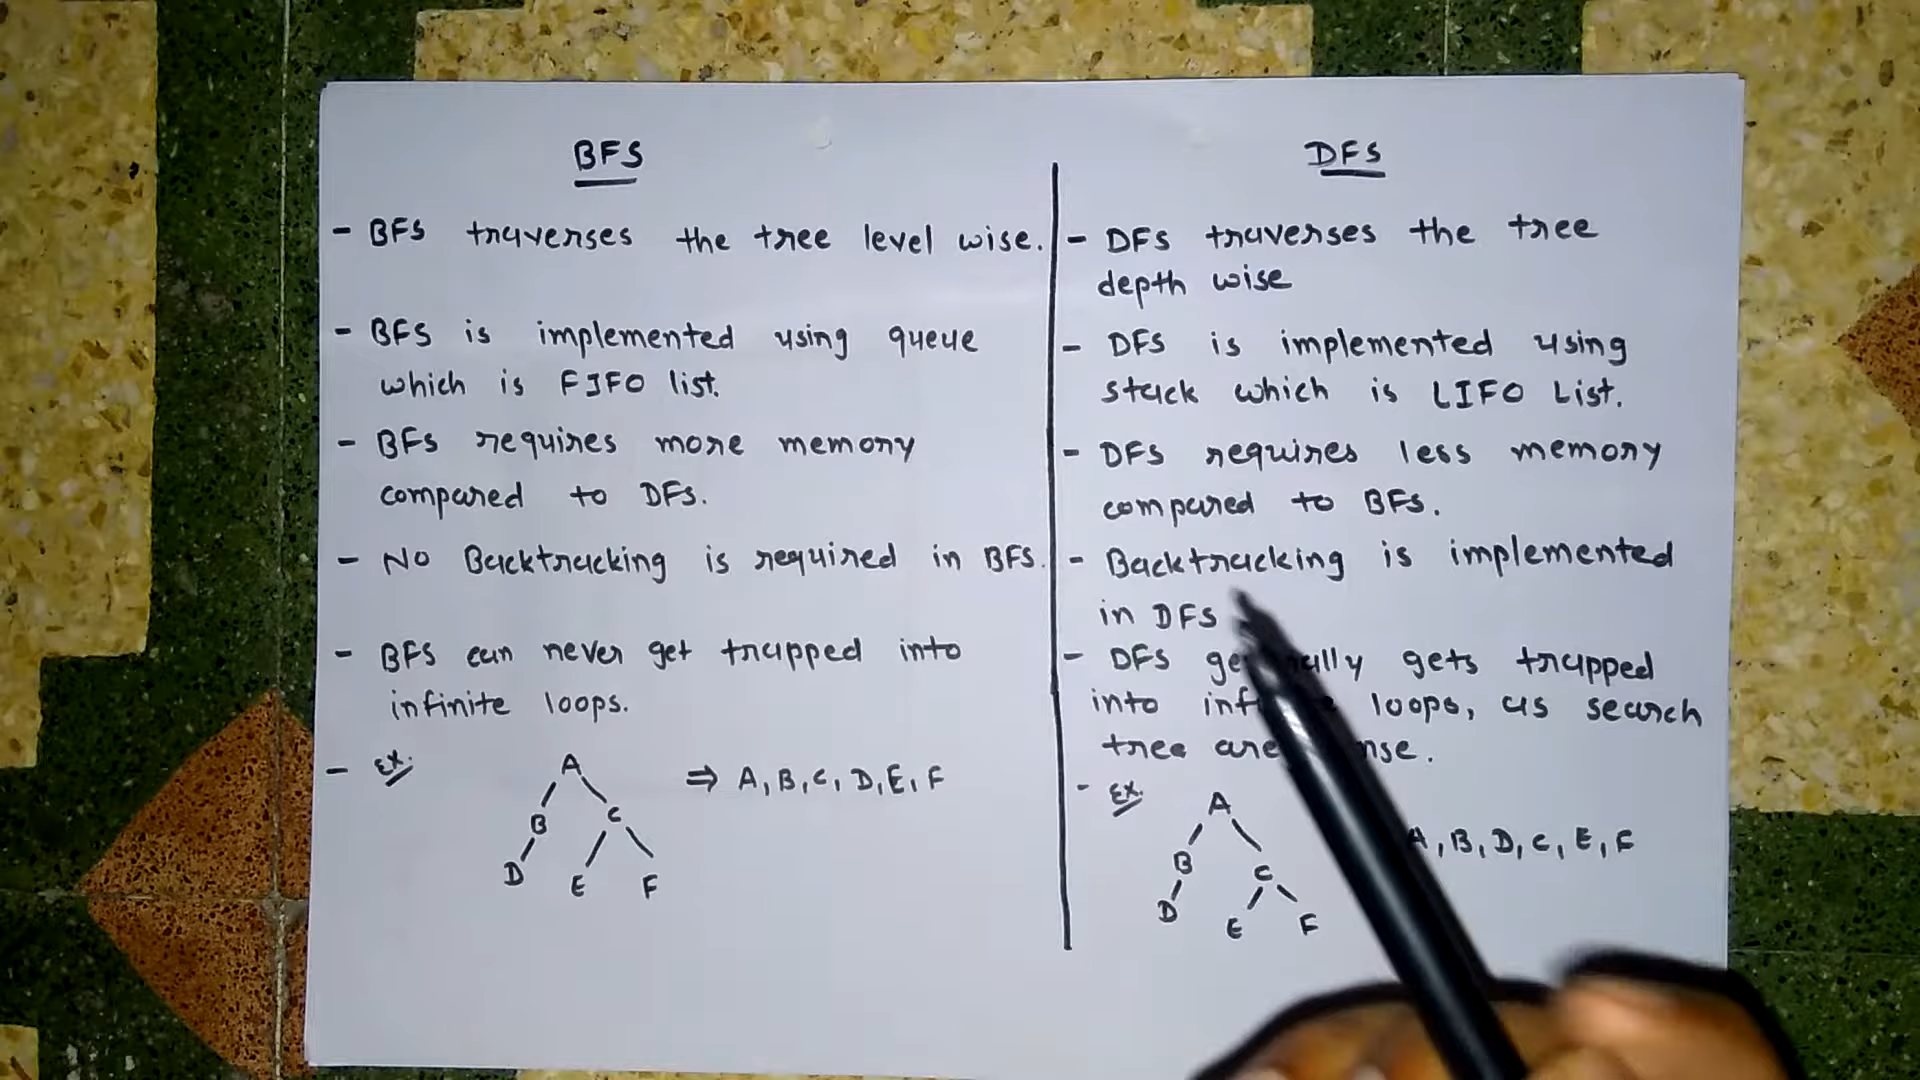 BFS
- BFS traverses the tree level wise.
- BFS is implemented using queue
which is FIFO list.
- BFS requires more memory
compared to DFS.
- No Backtracking is required in BFS.
- BFS can never get trapped into
infinite loops.
- Ex.
A
B C
D E F
⇒ A, B, C, D, E, F
DFS
- DFS traverses the tree
depth wise
- DFS is implemented using
stack which is LIFO List.
- DFS requires less memory
compared to BFS.
- Backtracking is implemented
in DFS
- DFS gets trapped
into loops, as search
tree are
- Ex.
A
B C
D E F
A, B, D, C, E, F